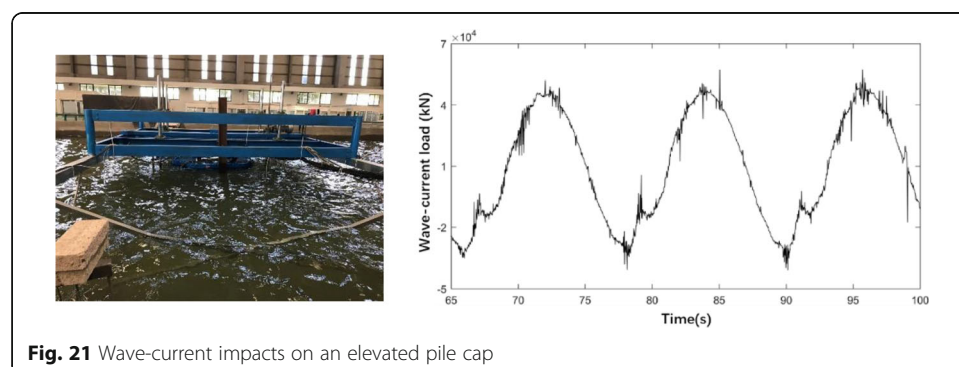 ×10⁴
7
4
1
-2
-5
Wave-current load (kN)
65 70 75 80 85 90 95 100
Time(s)
Fig. 21 Wave-current impacts on an elevated pile cap